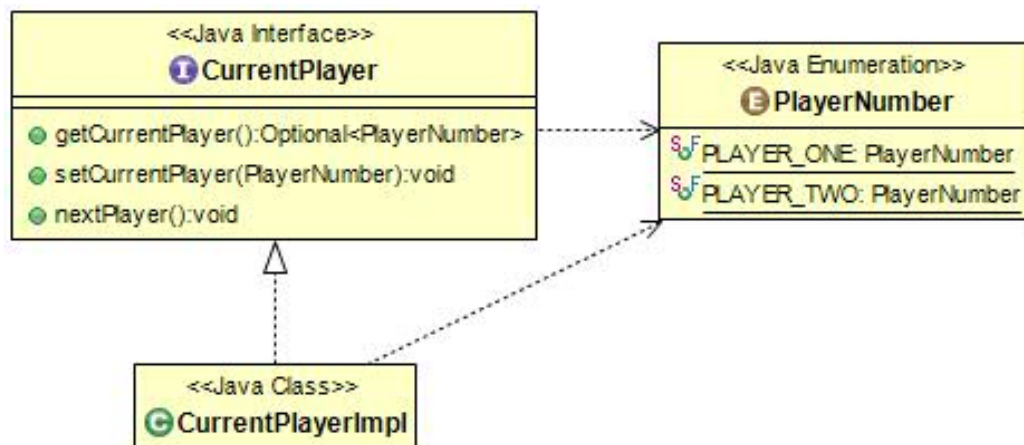 <<Java Interface>>
I CurrentPlayer
getCurrentPlayer():Optional<PlayerNumber>
setCurrentPlayer(PlayerNumber):void
nextPlayer():void
<<Java Enumeration>>
E PlayerNumber
S F PLAYER_ONE: PlayerNumber
S F PLAYER_TWO: PlayerNumber
<<Java Class>>
C CurrentPlayerImpl